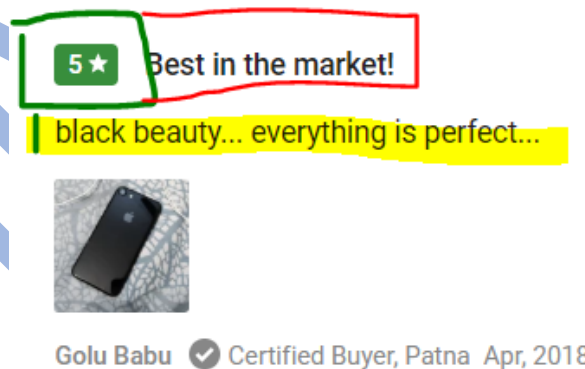 5★ Best in the market!
black beauty... everything is perfect...
Golu Babu Certified Buyer, Patna Apr, 2018